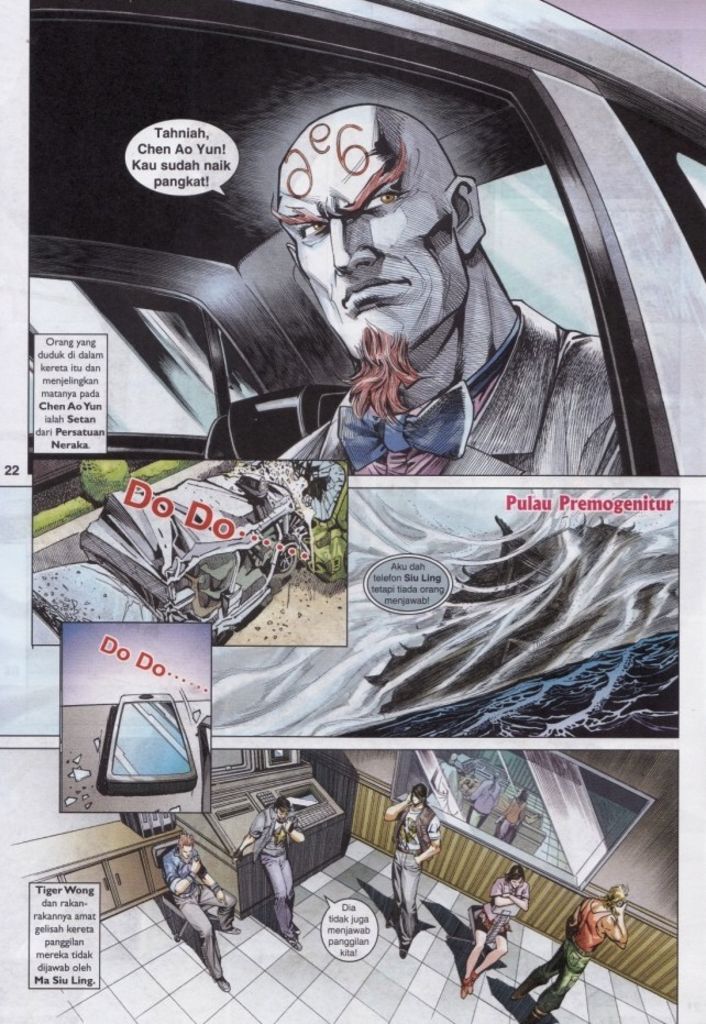 Tahniah,
Chen Ao Yun!
Kau sudah naik
pangkat!
Orang yang
duduk di dalam
kereta itu dan
menjelingkan
matanya pada
Chen Ao Yun
ialah Setan
dari Persatuan
Neraka.
22
Do Do..........
Pulau Premogenitur
Aku dah
telefon Siu Ling
tetapi tiada orang
menjawab!
Do Do........
Tiger Wong
dan rakan-
rakannya amat
gelisah kereta
panggilan
mereka tidak
dijawab oleh
Ma Siu Ling.
Dia
tidak juga
menjawab
panggilan
kita!